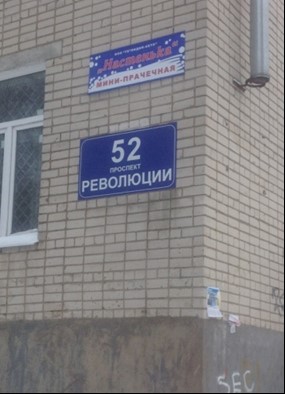 "Настенька"
МИНИ-ПРАЧЕЧНАЯ
52
ПРОСПЕКТ
РЕВОЛЮЦИИ
SEC